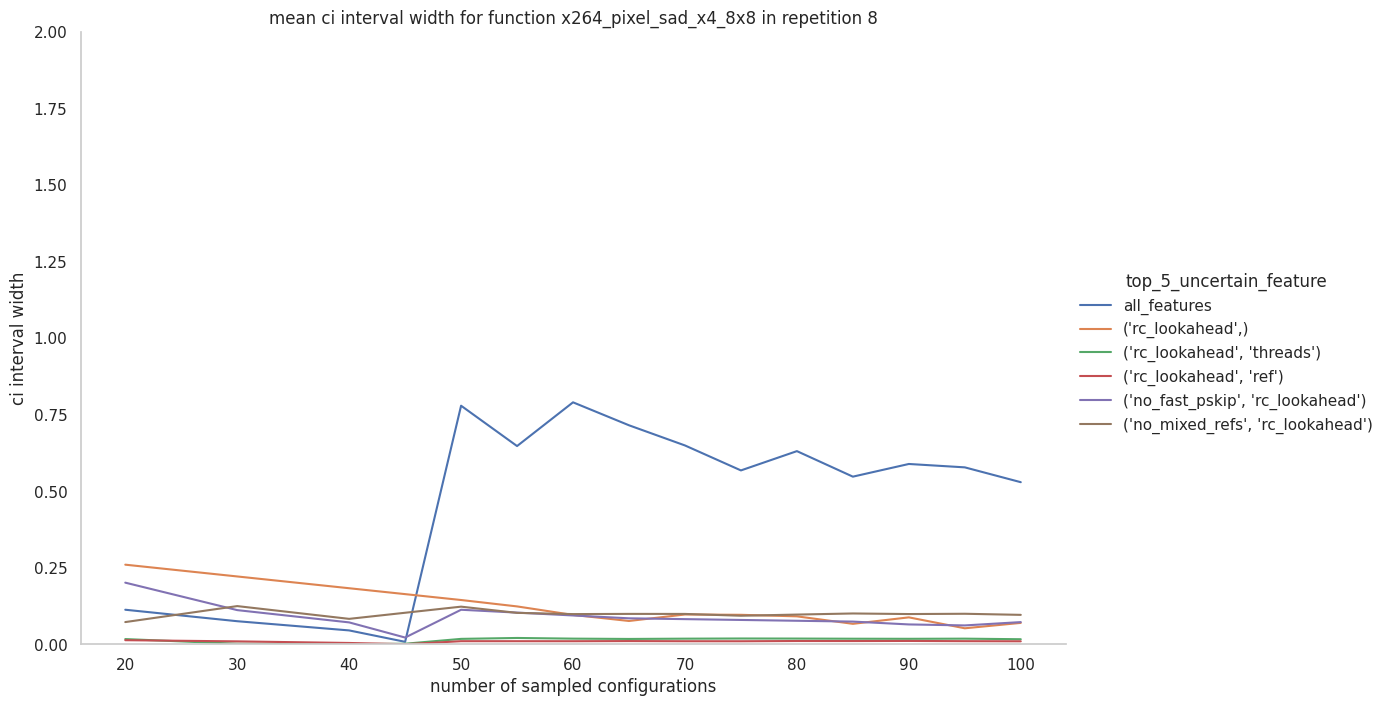 mean ci interval width for function x264_pixel_sad_x4_8x8 in repetition 8
2.00
1.75
1.50
1.25
1.00
0.75
0.50
0.25
0.00
ci interval width
20 30 40 50 60 70 80 90 100
number of sampled configurations
top_5_uncertain_feature
all_features
('rc_lookahead',)
('rc_lookahead', 'threads')
('rc_lookahead', 'ref')
('no_fast_pskip', 'rc_lookahead')
('no_mixed_refs', 'rc_lookahead')